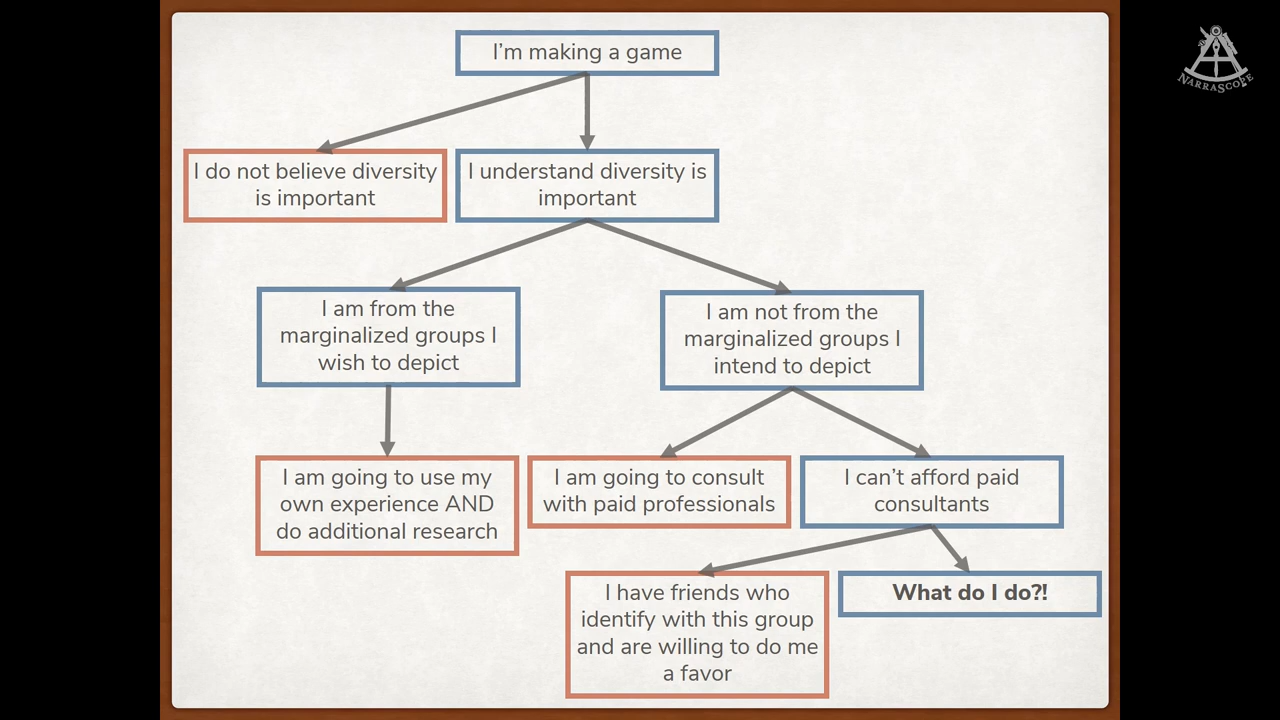 I'm making a game
NARRASCOPE
I do not believe diversity
is important
I understand diversity is
important
I am from the
marginalized groups I
wish to depict
I am not from the
marginalized groups I
intend to depict
I am going to use my
own experience AND
do additional research
I am going to consult
with paid professionals
I can't afford paid
consultants
I have friends who
identify with this group
and are willing to do me
a favor
What do I do?!